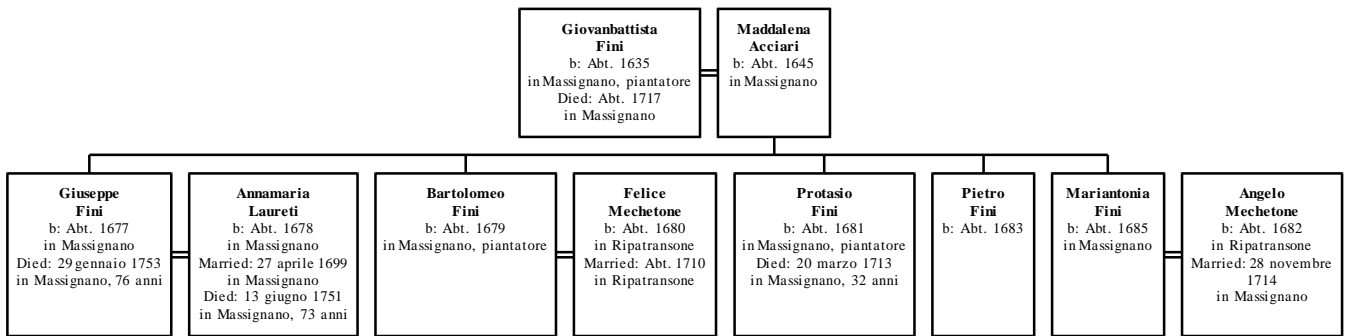 Giovanbattista
Fini
b: Abt. 1635
in Massignano, piantatore
Died: Abt. 1717
in Massignano
Maddalena
Acciari
b: Abt. 1645
in Massignano
Giuseppe
Fini
b: Abt. 1677
in Massignano
Died: 29 gennaio 1753
in Massignano, 76 anni
Annamaria
Laureti
b: Abt. 1678
in Massignano
Married: 27 aprile 1699
in Massignano
Died: 13 giugno 1751
in Massignano, 73 anni
Bartolomeo
Fini
b: Abt. 1679
in Massignano, piantatore
Felice
Mechetone
b: Abt. 1680
in Ripatransone
Married: Abt. 1710
in Ripatransone
Protasio
Fini
b: Abt. 1681
in Massignano, piantatore
Died: 20 marzo 1713
in Massignano, 32 anni
Pietro
Fini
b: Abt. 1683
Mariantonia
Fini
b: Abt. 1685
in Massignano
Angelo
Mechetone
b: Abt. 1682
in Ripatransone
Married: 28 novembre
1714
in Massignano